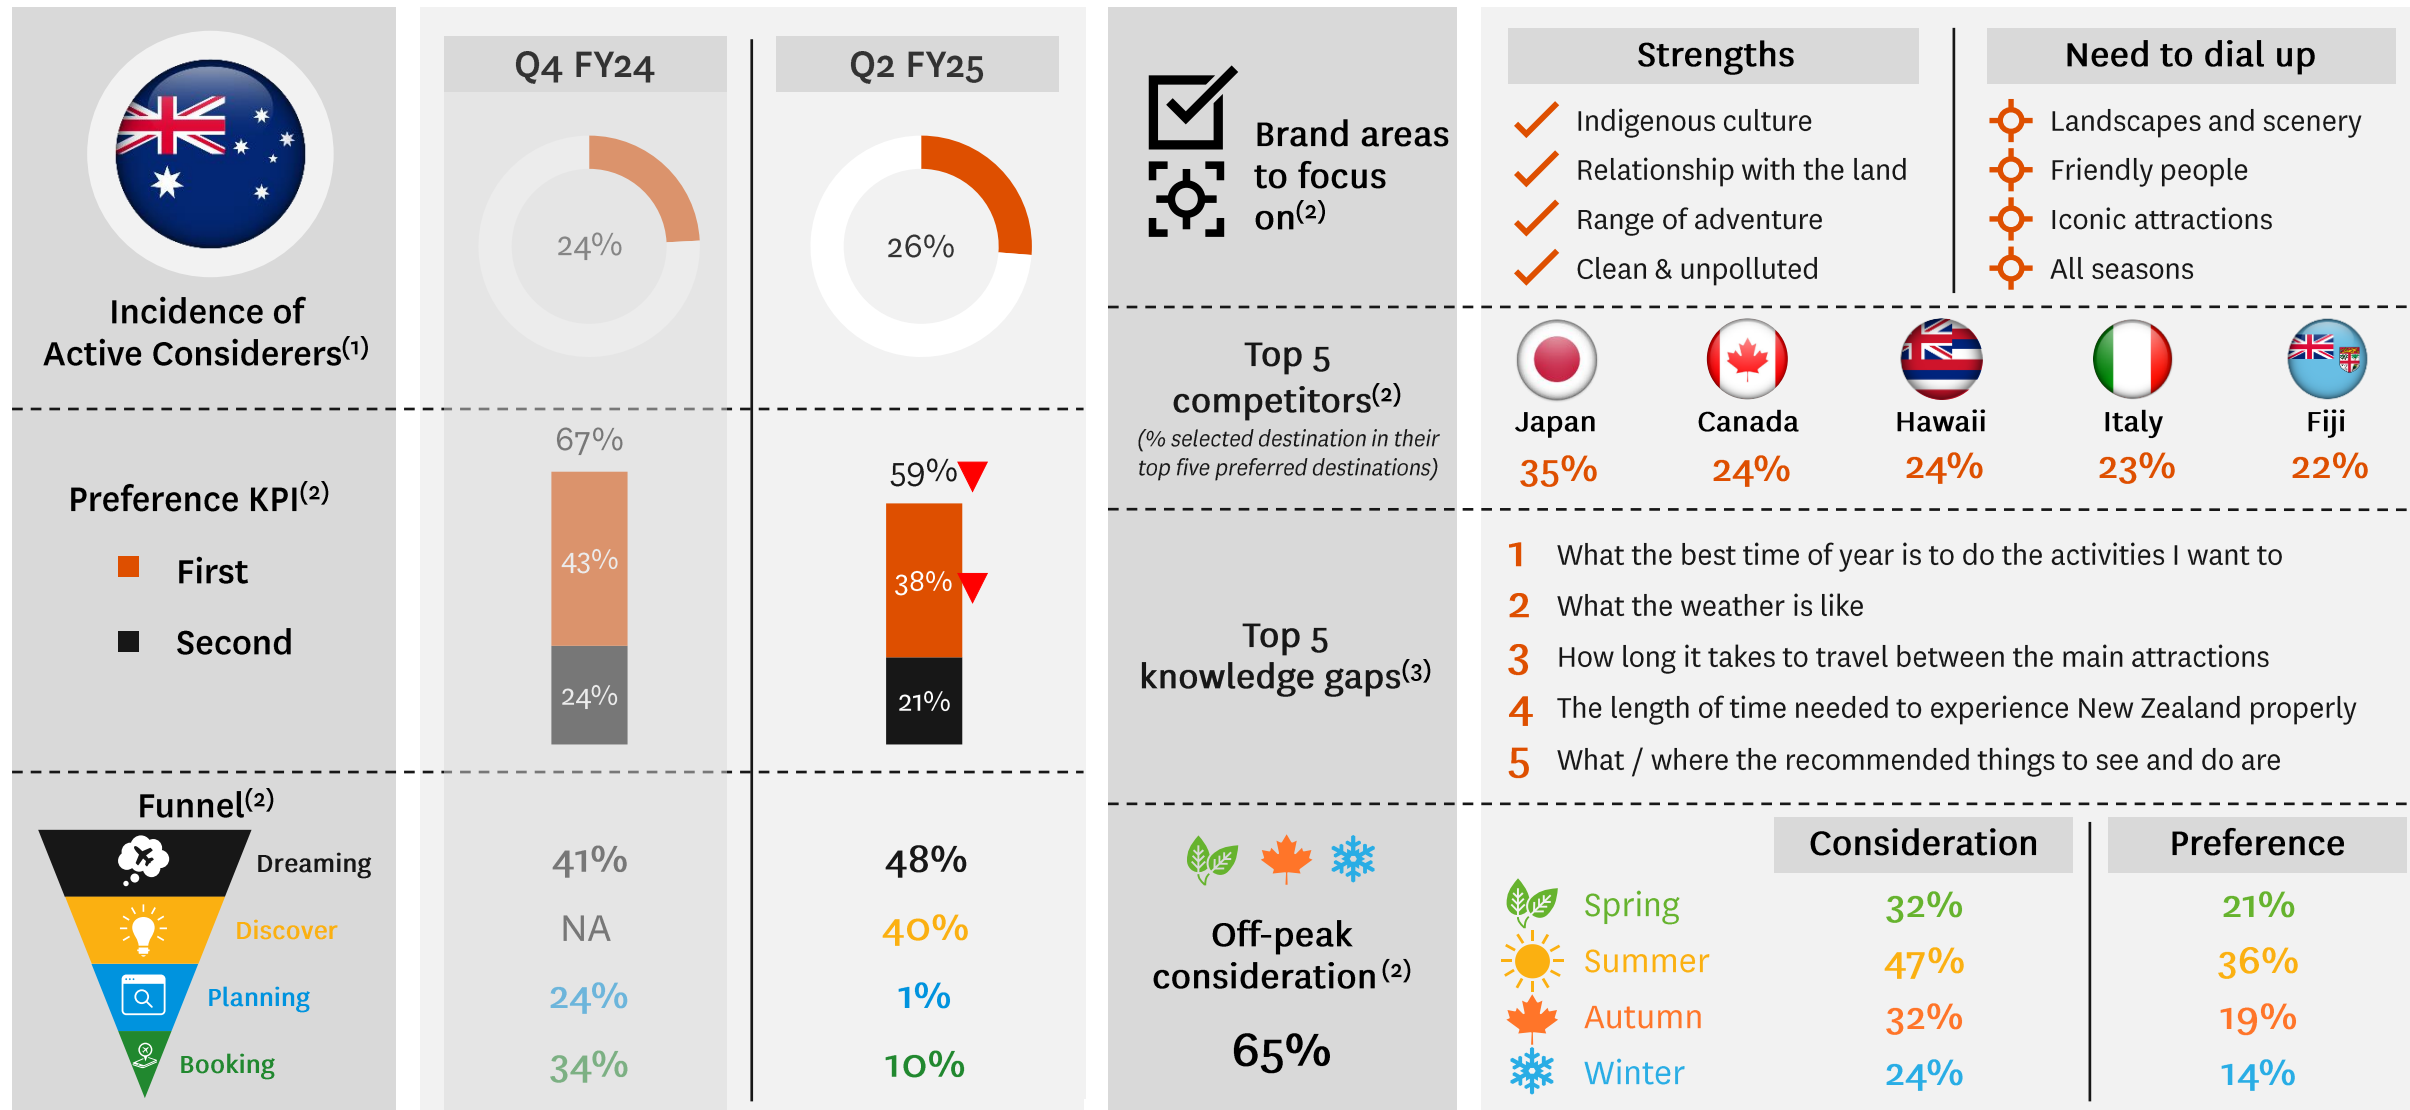 Incidence of
Active Considerers(1)
Q4 FY24
Q2 FY25
24%
26%
Preference KPI(2)
First
Second
67%
43%
24%
59%
38%
21%
Funnel(2)
Dreaming
41%
48%
Discover
NA
40%
Planning
24%
1%
Booking
34%
10%
Brand areas
to focus
on(2)
Strengths
Indigenous culture
Relationship with the land
Range of adventure
Clean & unpolluted
Need to dial up
Landscapes and scenery
Friendly people
Iconic attractions
All seasons
Top 5
competitors(2)
(% selected destination in their
top five preferred destinations)
Japan
Canada
Hawaii
Italy
Fiji
35%
24%
24%
23%
22%
Top 5
knowledge gaps(3)
1 What the best time of year is to do the activities I want to
2 What the weather is like
3 How long it takes to travel between the main attractions
4 The length of time needed to experience New Zealand properly
5 What / where the recommended things to see and do are
Off-peak
consideration(2)
65%
Consideration
Preference
Spring 32% 21%
Summer 47% 36%
Autumn 32% 19%
Winter 24% 14%